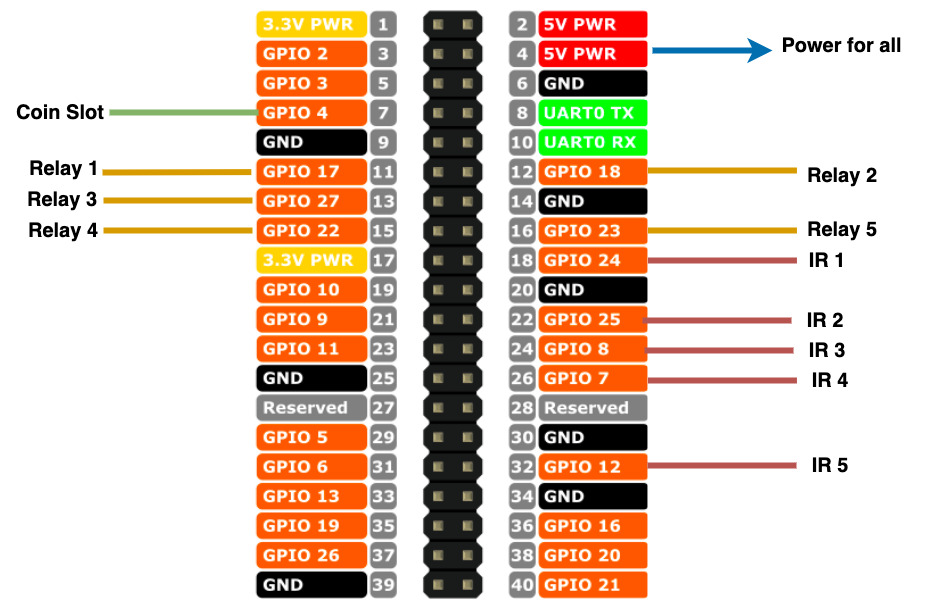 3.3V PWR 1 2 5V PWR
Power for all
GPIO 2 3 4 5V PWR
GPIO 3 5 6 GND
Coin Slot GPIO 4 7 8 UART0 TX
GND 9 10 UART0 RX
Relay 1 GPIO 17 11 12 GPIO 18 Relay 2
Relay 3 GPIO 27 13 14 GND
Relay 4 GPIO 22 15 16 GPIO 23 Relay 5
3.3V PWR 17 18 GPIO 24 IR 1
GPIO 10 19 20 GND
GPIO 9 21 22 GPIO 25 IR 2
GPIO 11 23 24 GPIO 8 IR 3
GND 25 26 GPIO 7 IR 4
Reserved 27 28 Reserved
GPIO 5 29 30 GND
GPIO 6 31 32 GPIO 12 IR 5
GPIO 13 33 34 GND
GPIO 19 35 36 GPIO 16
GPIO 26 37 38 GPIO 20
GND 39 40 GPIO 21